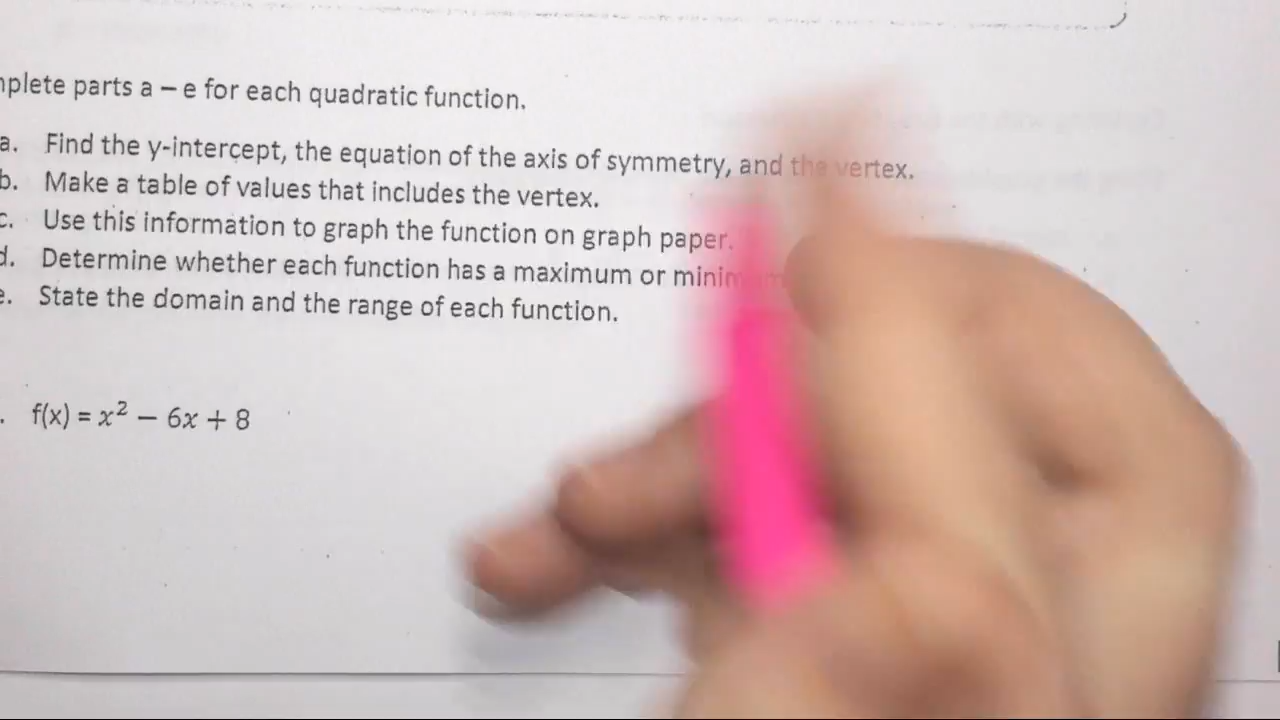 plete parts a – e for each quadratic function.
a. Find the y-intercept, the equation of the axis of symmetry, and the vertex.
b. Make a table of values that includes the vertex.
c. Use this information to graph the function on graph paper.
d. Determine whether each function has a maximum or minimum
e. State the domain and the range of each function.
. f(x) = x² – 6x + 8